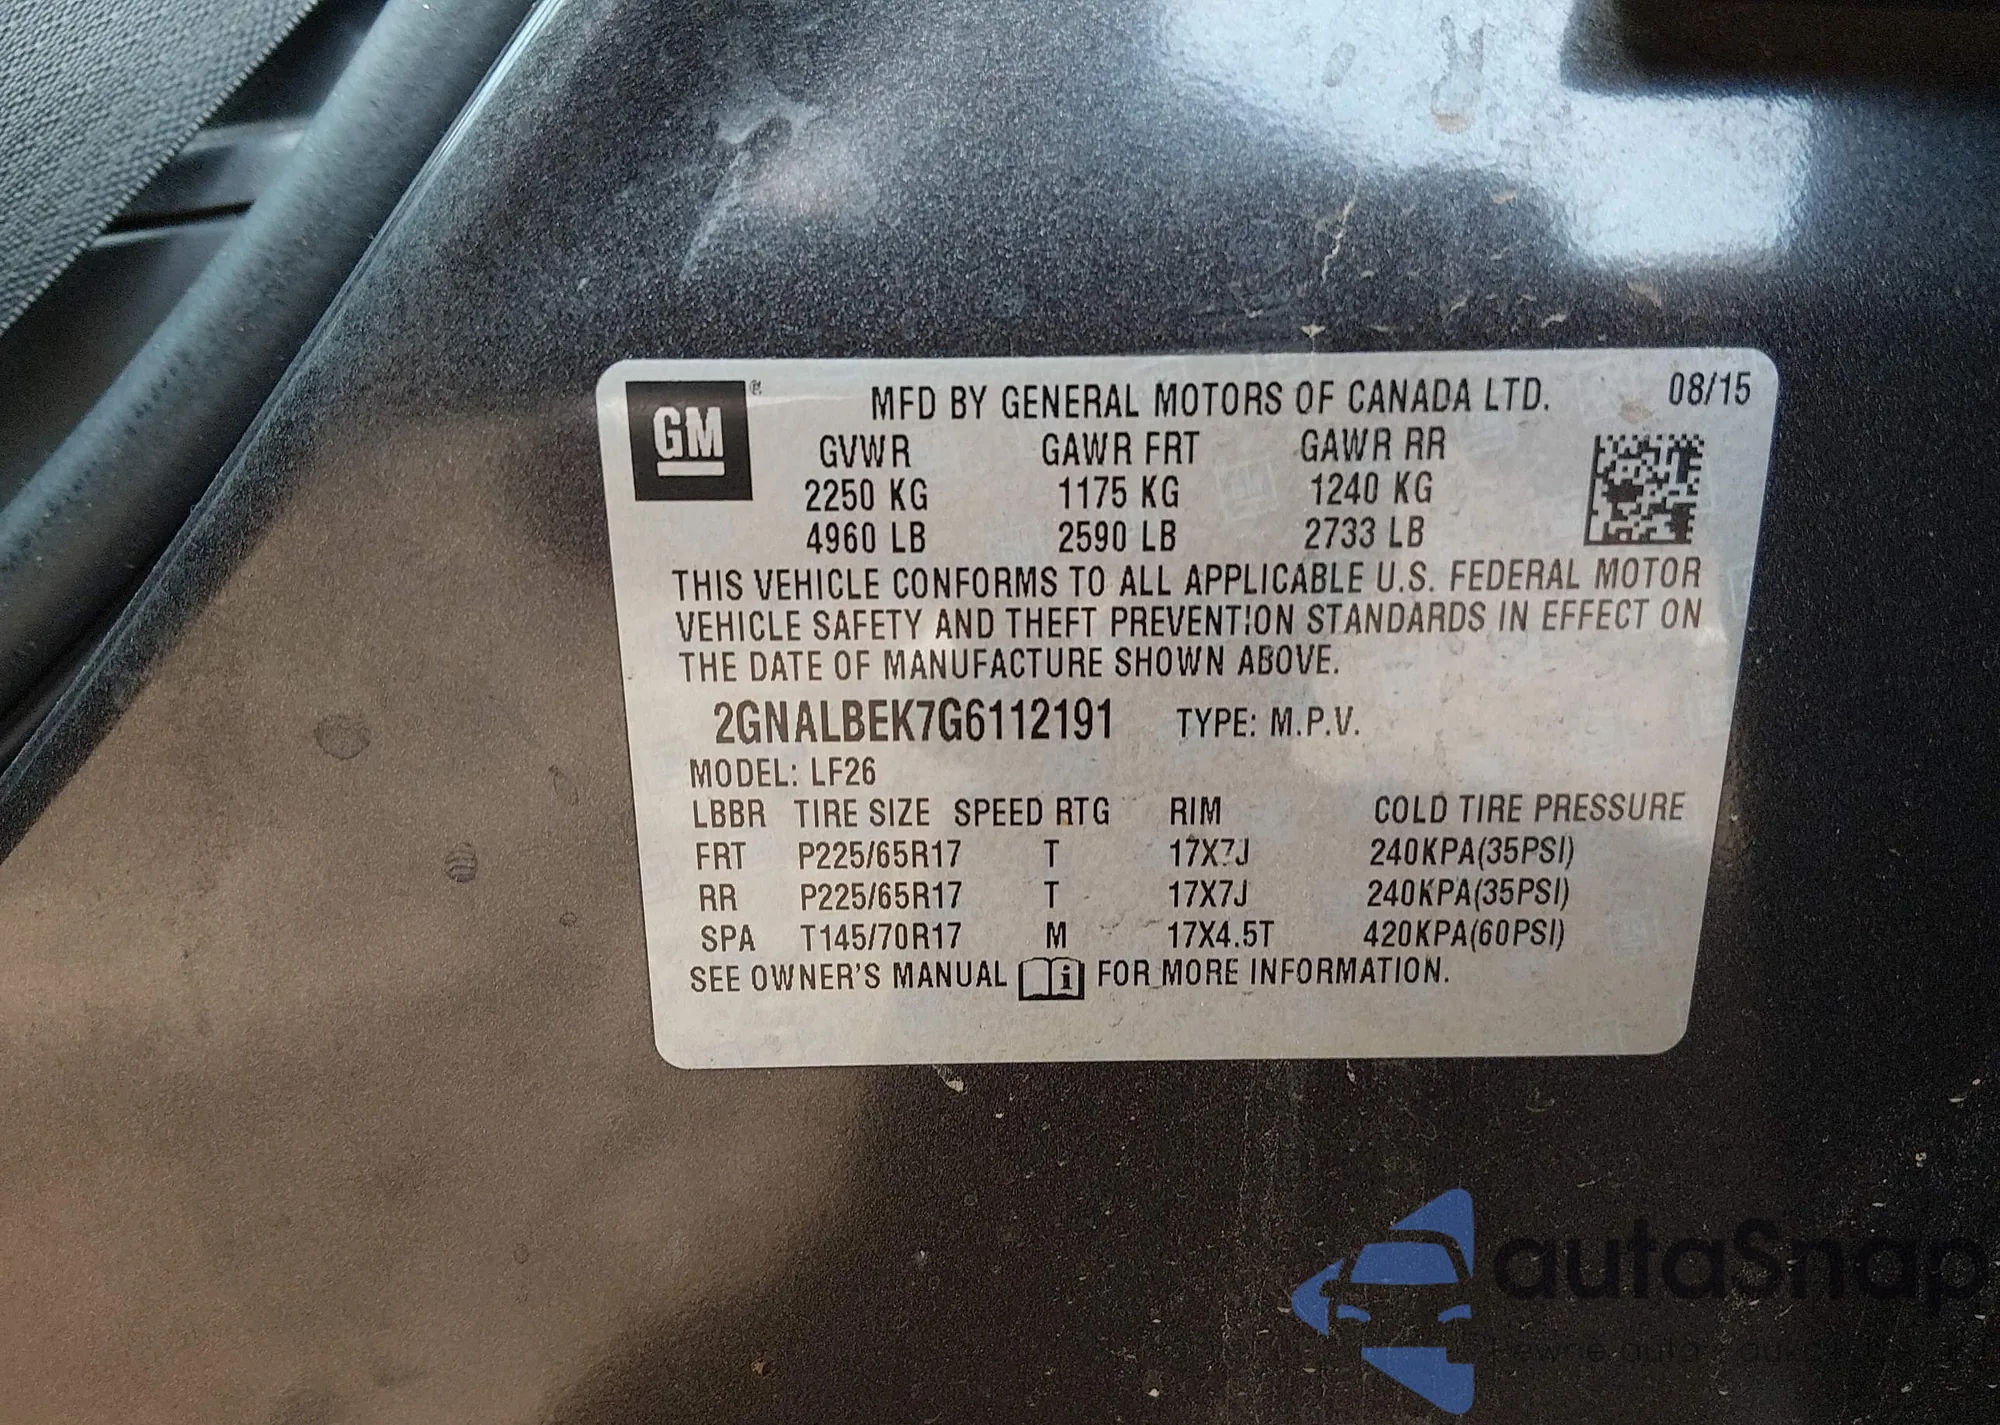 GM ®
MFD BY GENERAL MOTORS OF CANADA LTD. 08/15
GVWR GAWR FRT GAWR RR
2250 KG 1175 KG 1240 KG
4960 LB 2590 LB 2733 LB
THIS VEHICLE CONFORMS TO ALL APPLICABLE U.S. FEDERAL MOTOR
VEHICLE SAFETY AND THEFT PREVENTION STANDARDS IN EFFECT ON
THE DATE OF MANUFACTURE SHOWN ABOVE.
2GNALBEK7G6112191 TYPE: M.P.V.
MODEL: LF26
LBBR TIRE SIZE SPEED RTG RIM COLD TIRE PRESSURE
FRT P225/65R17 T 17X7J 240KPA(35PSI)
RR P225/65R17 T 17X7J 240KPA(35PSI)
SPA T145/70R17 M 17X4.5T 420KPA(60PSI)
SEE OWNER'S MANUAL i FOR MORE INFORMATION.
autaSnap
auto